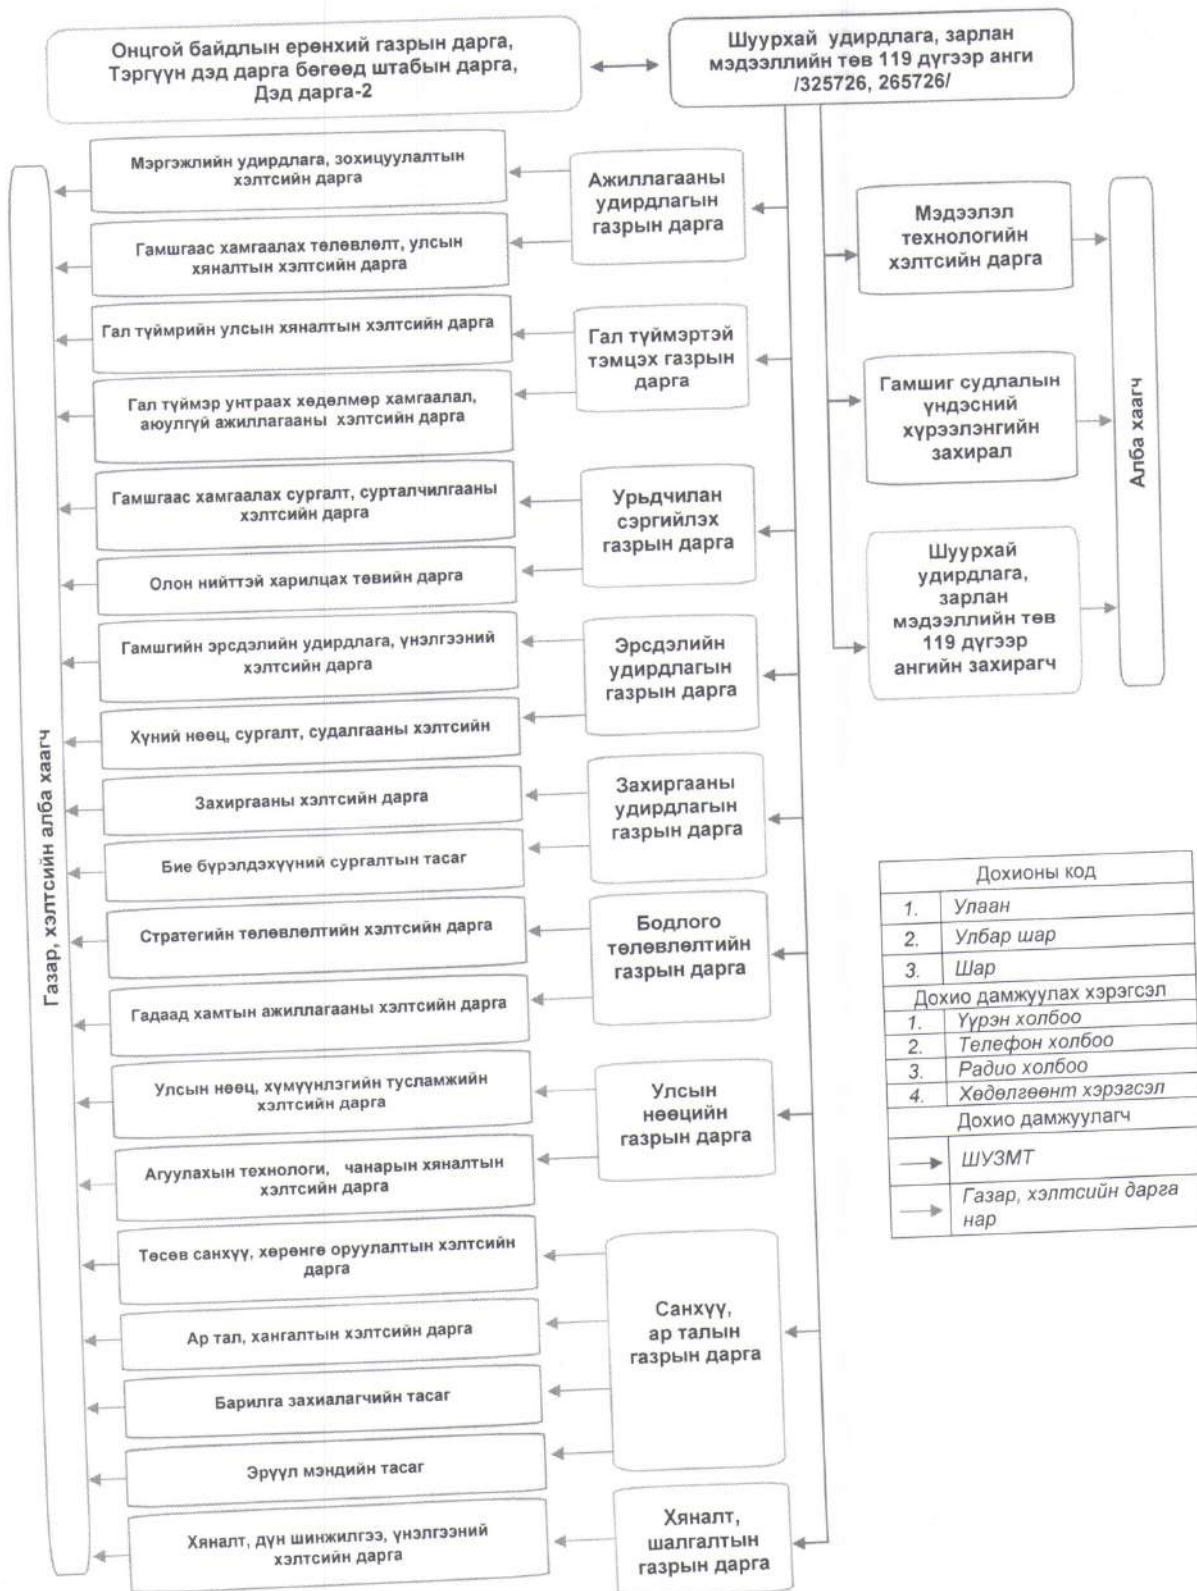 Онцгой байдлын ерөнхий газрын дарга,
Тэргүүн дэд дарга бөгөөд штабын дарга,
Дэд дарга-2
Шуурхай удирдлага, зарлан
мэдээллийн төв 119 дүгээр анги
/325726, 265726/
Мэргэжлийн удирдлага, зохицуулалтын
хэлтсийн дарга
Гамшгаас хамгаалах төлөвлөлт, улсын
хяналтын хэлтсийн дарга
Ажиллагааны
удирдлагын
газрын дарга
Гал түймрийн улсын хяналтын хэлтсийн дарга
Гал түймэр унтраах хөдөлмөр хамгаалал,
аюулгүй ажиллагааны хэлтсийн дарга
Гал түймэртэй
тэмцэх газрын
дарга
Гамшгаас хамгаалах сургалт, сурталчилгааны
хэлтсийн дарга
Олон нийттэй харилцах төвийн дарга
Урьдчилан
сэргийлэх
газрын дарга
Гамшгийн эрсдэлийн удирдлага, үнэлгээний
хэлтсийн дарга
Хүний нөөц, сургалт, судалгааны хэлтсийн
Эрсдэлийн
удирдлагын
газрын дарга
Захиргааны хэлтсийн дарга
Бие бүрэлдэхүүний сургалтын тасаг
Захиргааны
удирдлагын
газрын дарга
Стратегийн төлөвлөлтийн хэлтсийн дарга
Гадаад хамтын ажиллагааны хэлтсийн дарга
Бодлого
төлөвлөлтийн
газрын дарга
Улсын нөөц, хүмүүнлэгийн тусламжийн
хэлтсийн дарга
Агуулахын технологи, чанарын хяналтын
хэлтсийн дарга
Улсын
нөөцийн
газрын дарга
Төсөв санхүү, хөрөнгө оруулалтын хэлтсийн
дарга
Ар тал, хангалтын хэлтсийн дарга
Барилга захиалагчийн тасаг
Эрүүл мэндийн тасаг
Санхүү,
ар талын
газрын дарга
Хяналт, дүн шинжилгээ, үнэлгээний
хэлтсийн дарга
Хяналт,
шалгалтын
газрын дарга
Газар, хэлтсийн алба хаагч
Мэдээлэл
технологийн
хэлтсийн дарга
Гамшиг судлалын
үндэсний
хүрээлэнгийн
захирал
Шуурхай
удирдлага,
зарлан
мэдээллийн төв
119 дүгээр
ангийн захирагч
Алба хаагч
Дохионы код
1. Улаан
2. Улбар шар
3. Шар
Дохио дамжуулах хэрэгсэл
1. Үүрэн холбоо
2. Телефон холбоо
3. Радио холбоо
4. Хөдөлгөөнт хэрэгсэл
Дохио дамжуулагч
ШУЗМТ
Газар, хэлтсийн дарга
нар